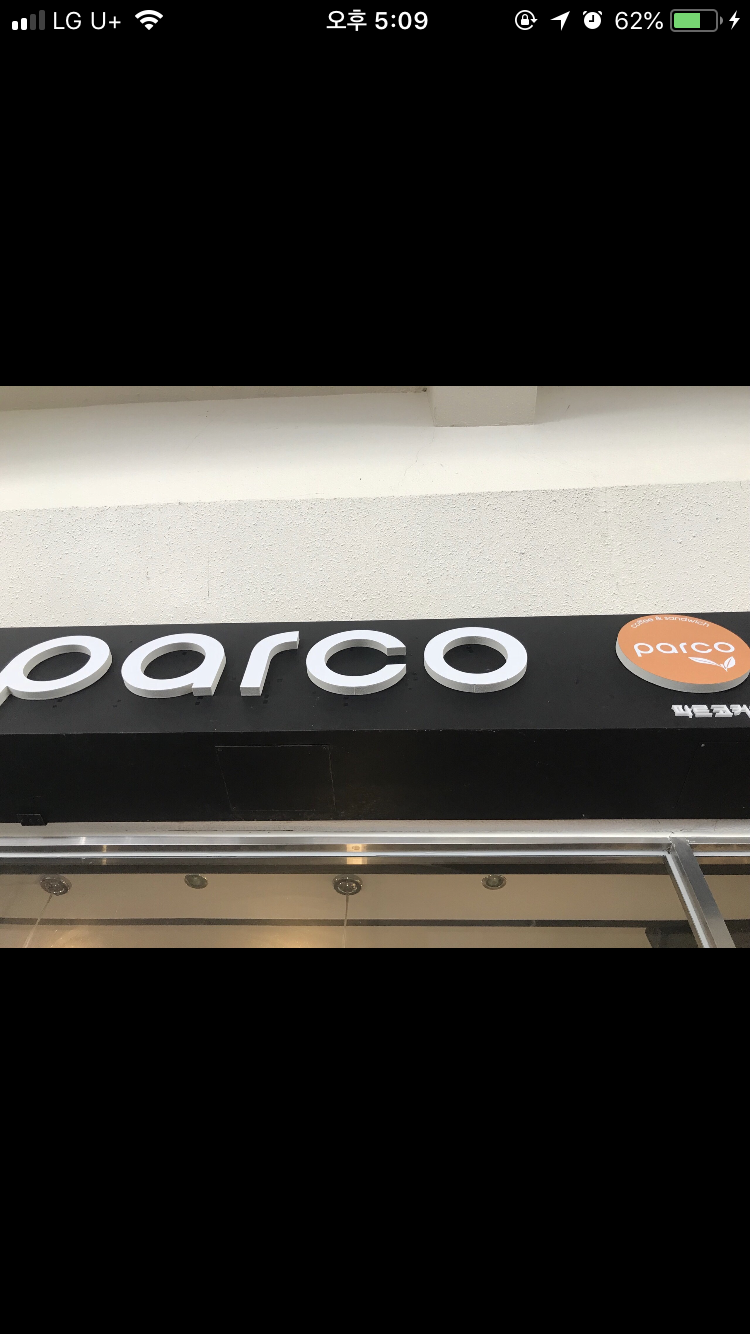 LG U+ 오후 5:09 62%
parco
coffee & sandwich
parco